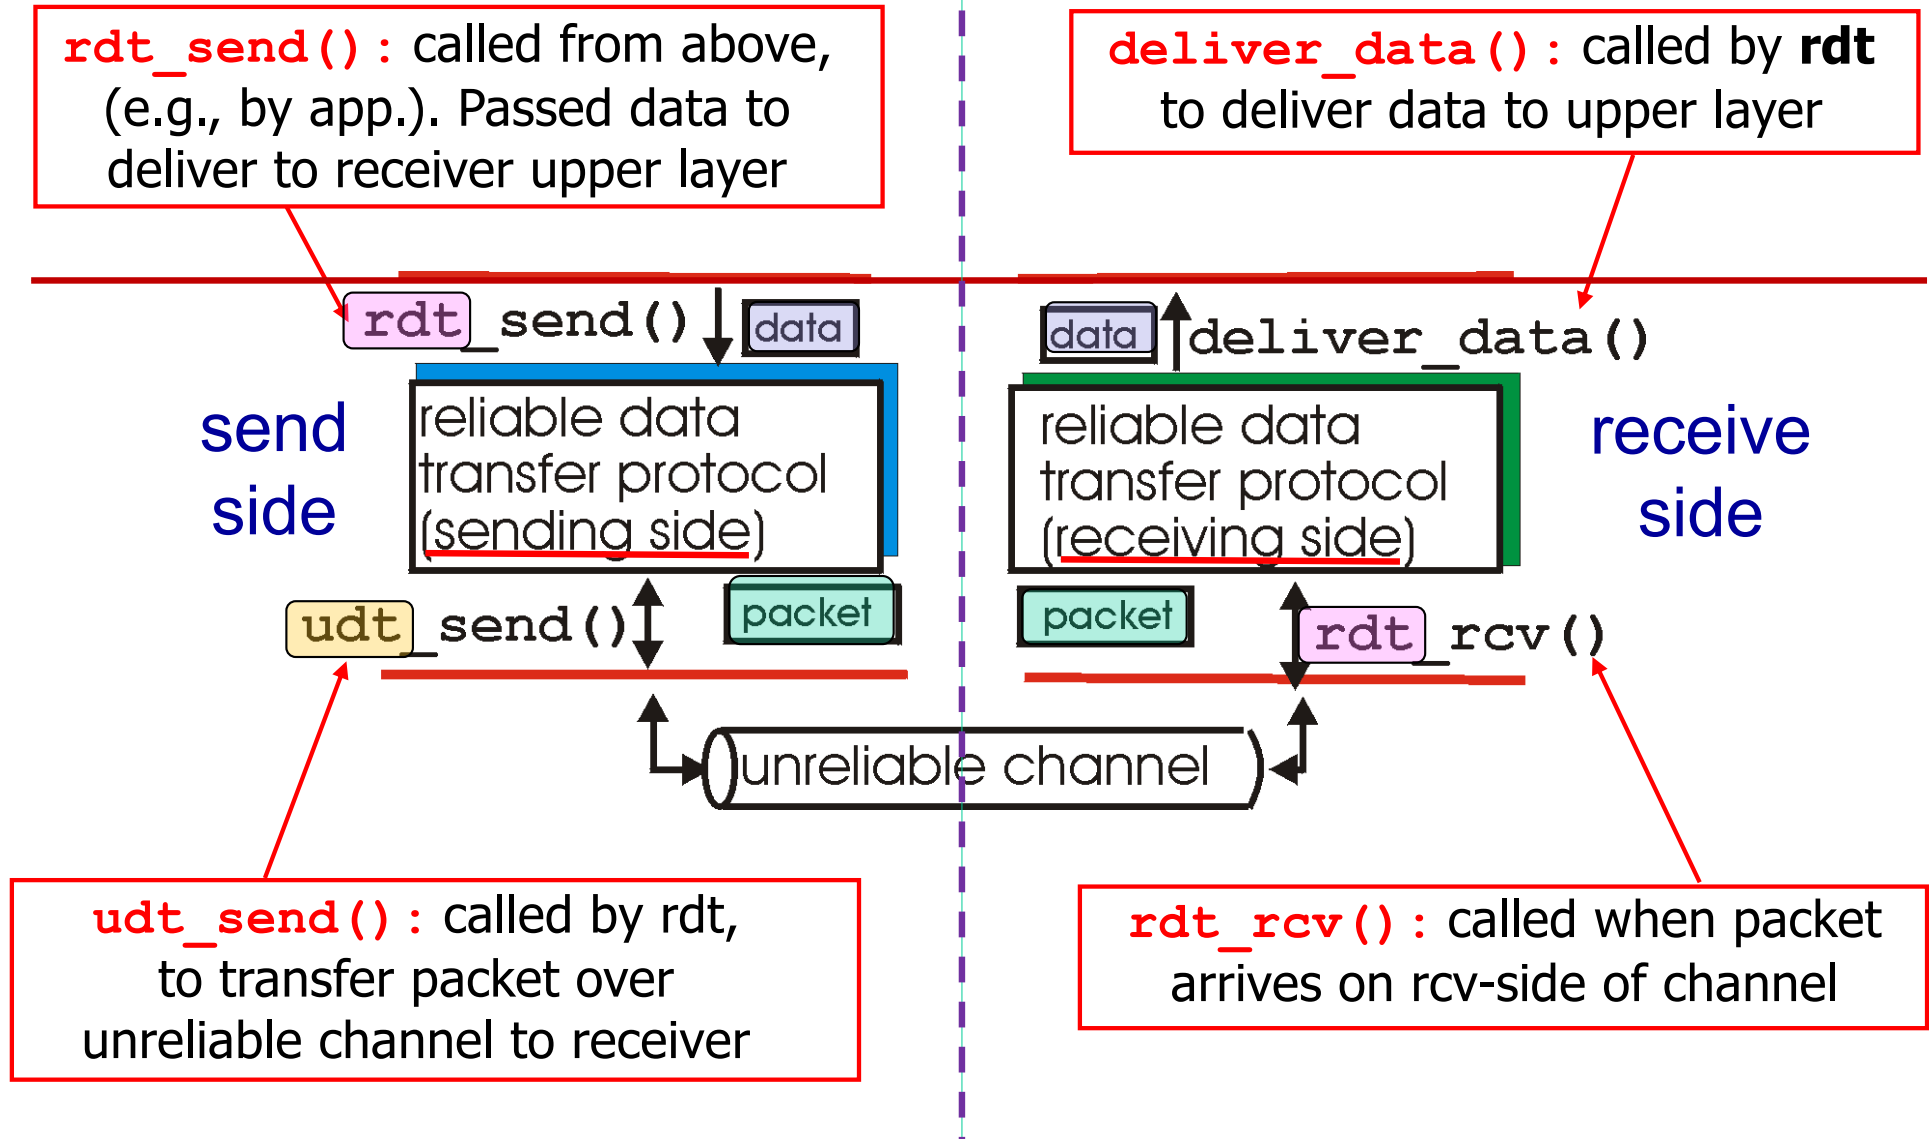 rdt_send(): called from above,
(e.g., by app.). Passed data to
deliver to receiver upper layer
deliver_data(): called by rdt
to deliver data to upper layer
rdt_send()
data
data
deliver_data()
send
side
reliable data
transfer protocol
(sending side)
reliable data
transfer protocol
(receiving side)
receive
side
udt_send()
packet
packet
rdt_rcv()
unreliable channel
udt_send(): called by rdt,
to transfer packet over
unreliable channel to receiver
rdt_rcv(): called when packet
arrives on rcv-side of channel